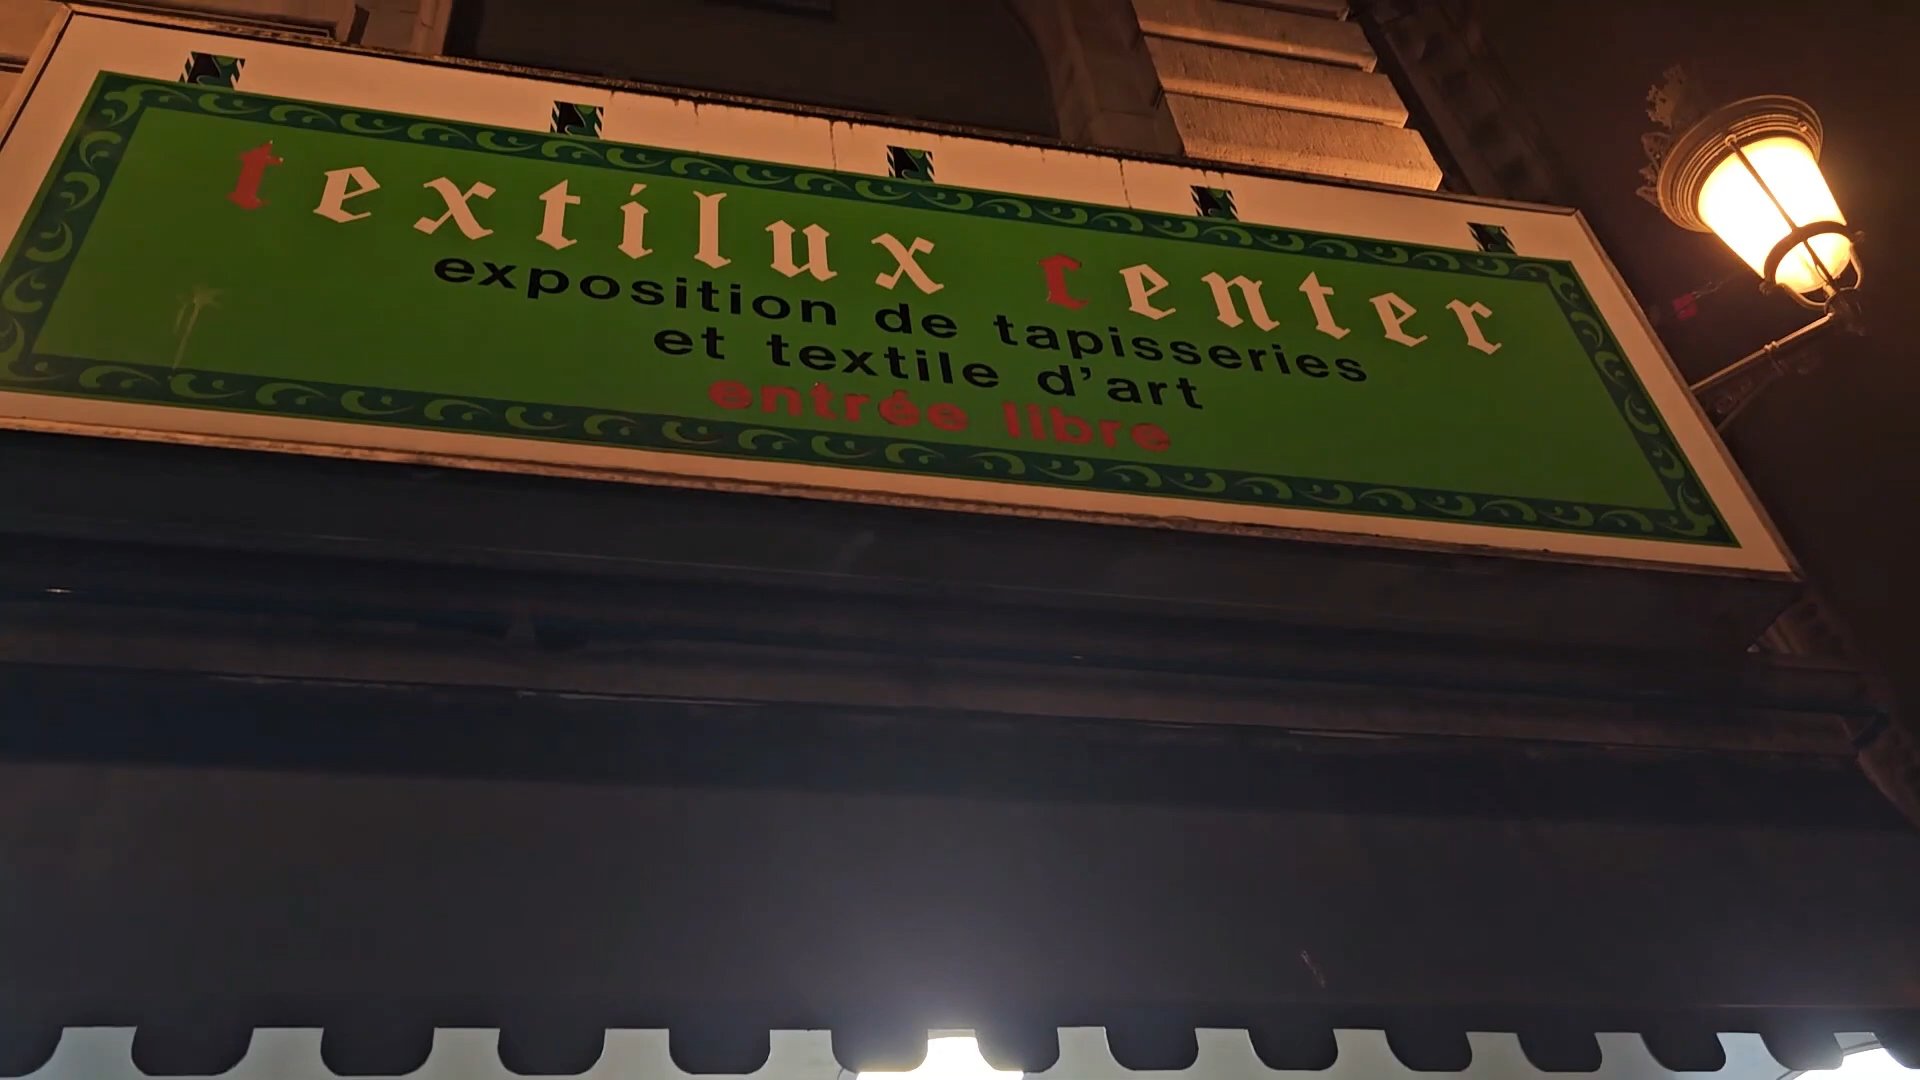 textilux center
exposition de tapisseries
et textile d'art
entrée libre